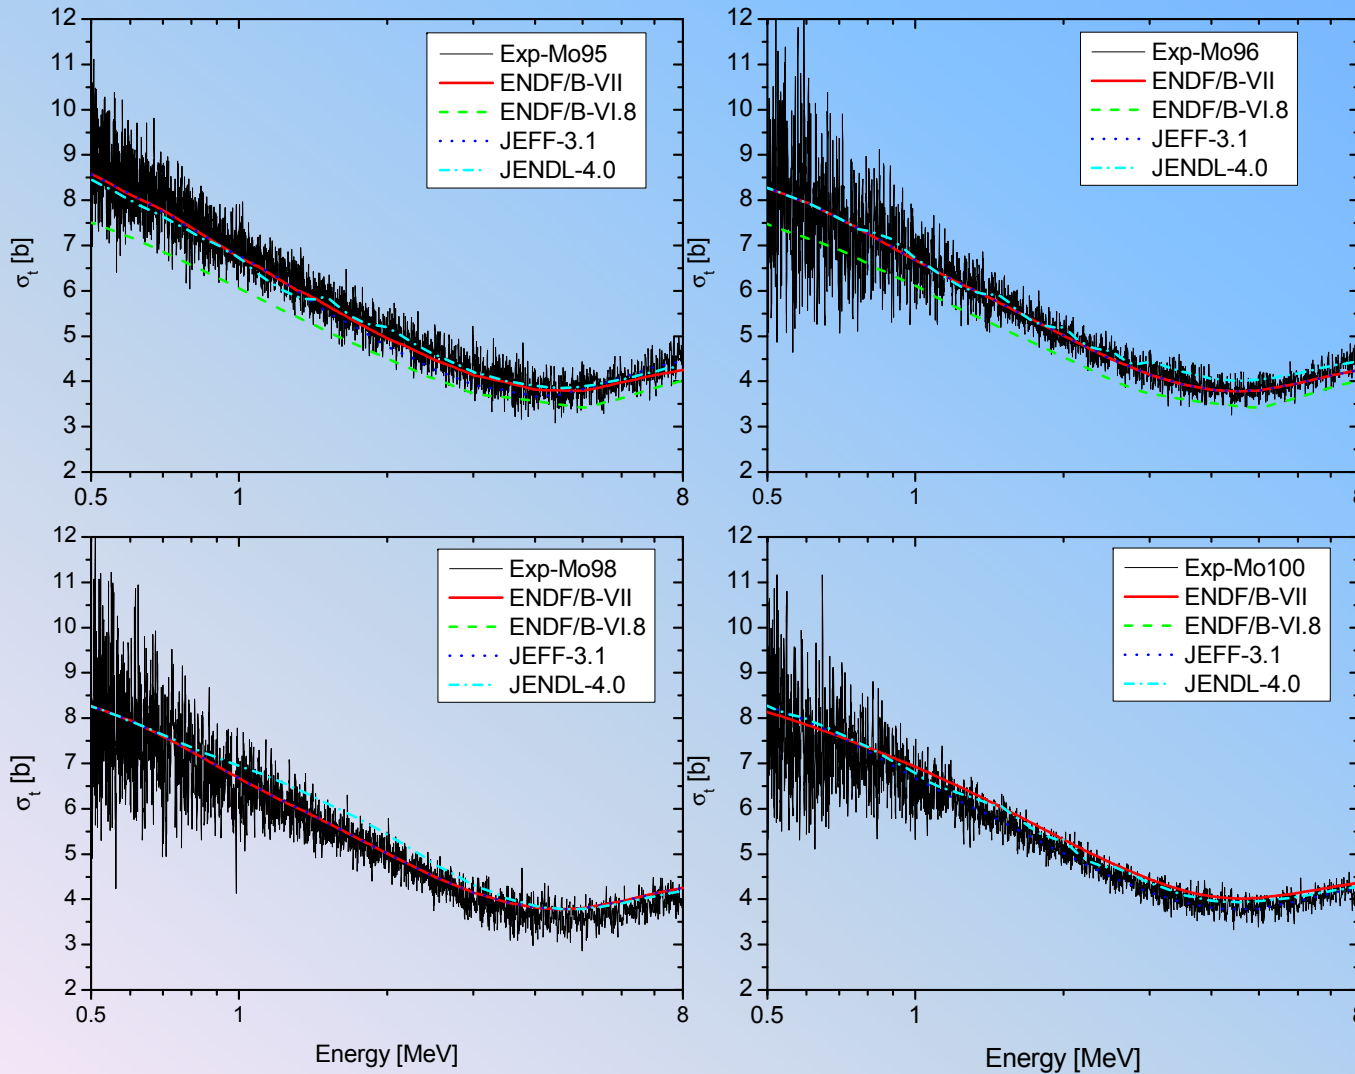 12
11
10
9
8
7
6
5
4
3
2
σt [b]
0.5
1
8
Exp-Mo95
ENDF/B-VII
ENDF/B-VI.8
JEFF-3.1
JENDL-4.0
12
11
10
9
8
7
6
5
4
3
2
σt [b]
0.5
1
Exp-Mo96
ENDF/B-VII
ENDF/B-VI.8
JEFF-3.1
JENDL-4.0
12
11
10
9
8
7
6
5
4
3
2
σt [b]
0.5
1
8
Energy [MeV]
Exp-Mo98
ENDF/B-VII
ENDF/B-VI.8
JEFF-3.1
JENDL-4.0
12
11
10
9
8
7
6
5
4
3
2
σt [b]
0.5
1
Energy [MeV]
Exp-Mo100
ENDF/B-VII
ENDF/B-VI.8
JEFF-3.1
JENDL-4.0